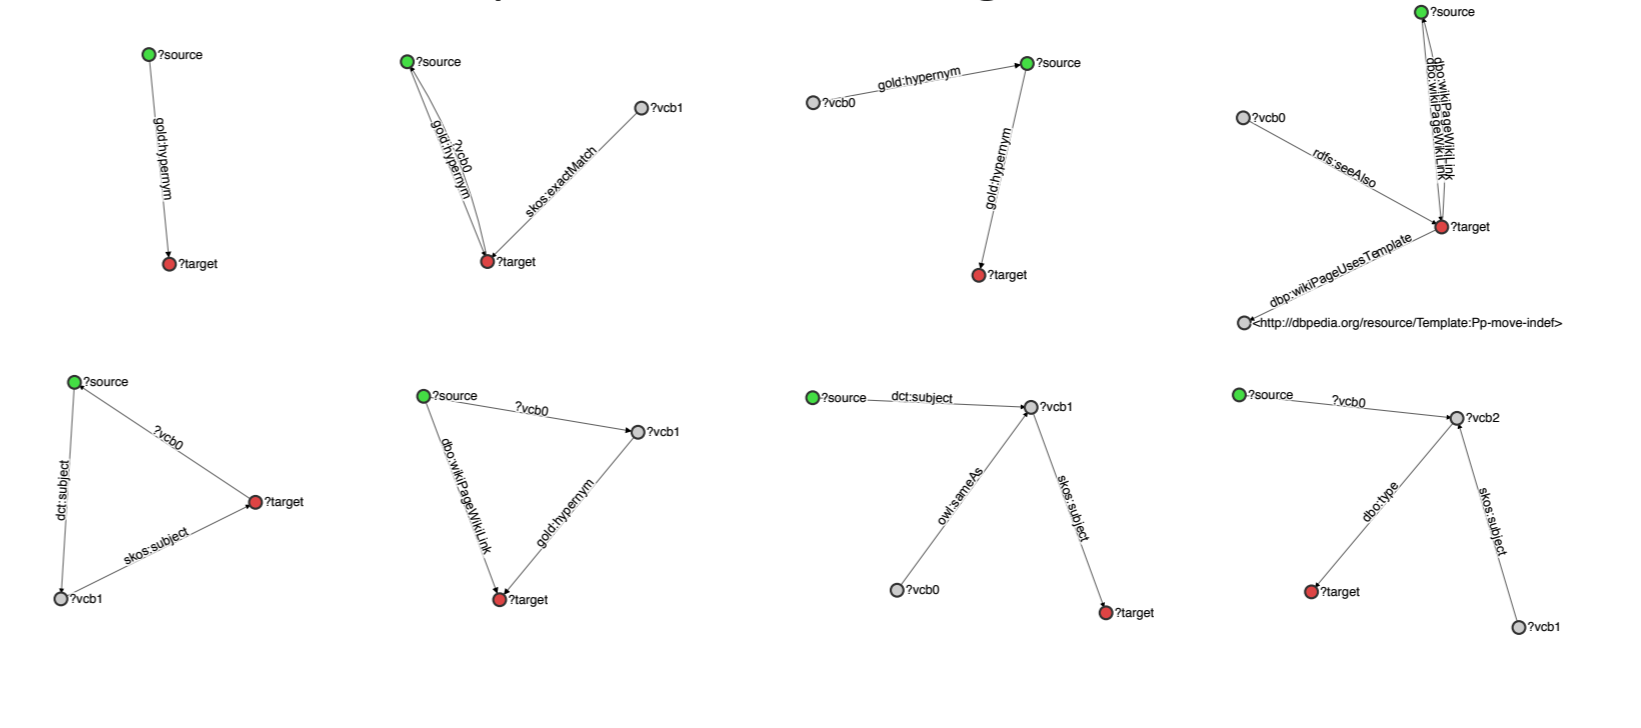 ?source
gold:hypernym
?target
?source
?vcb0
gold:hypernym
?vcb1
skos:exactMatch
?target
?vcb0
gold:hypernym
?source
gold:hypernym
?target
?source
dbo:wikiPageWikiLink
dbo:wikiPageWikiLink
?vcb0
rdfs:seeAlso
?target
dbp:wikiPageUsesTemplate
<http://dbpedia.org/resource/Template:Pp-move-indef>
?source
?vcb0
dct:subject
?target
skos:subject
?vcb1
?source
?vcb0
?vcb1
dbo:wikiPageWikiLink
gold:hypernym
?target
?source
dct:subject
?vcb1
owl:sameAs
skos:subject
?vcb0
?target
?source
?vcb0
?vcb2
dbo:type
skos:subject
?target
?vcb1